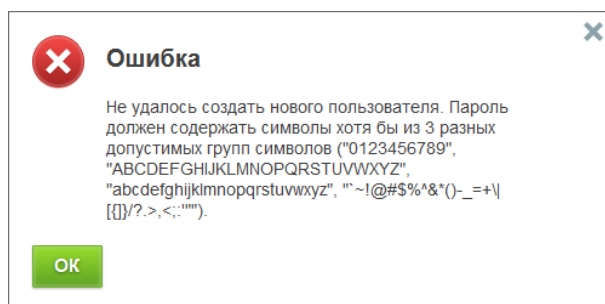 Ошибка
Не удалось создать нового пользователя. Пароль
должен содержать символы хотя бы из 3 разных
допустимых групп символов ("0123456789",
"ABCDEFGHIJKLMNOPQRSTUVWXYZ",
"abcdefghijklmnopqrstuvwxyz", "`~!@#$%^&*()-_=+\|
[{]}/?.>,<;:'"").
ОК